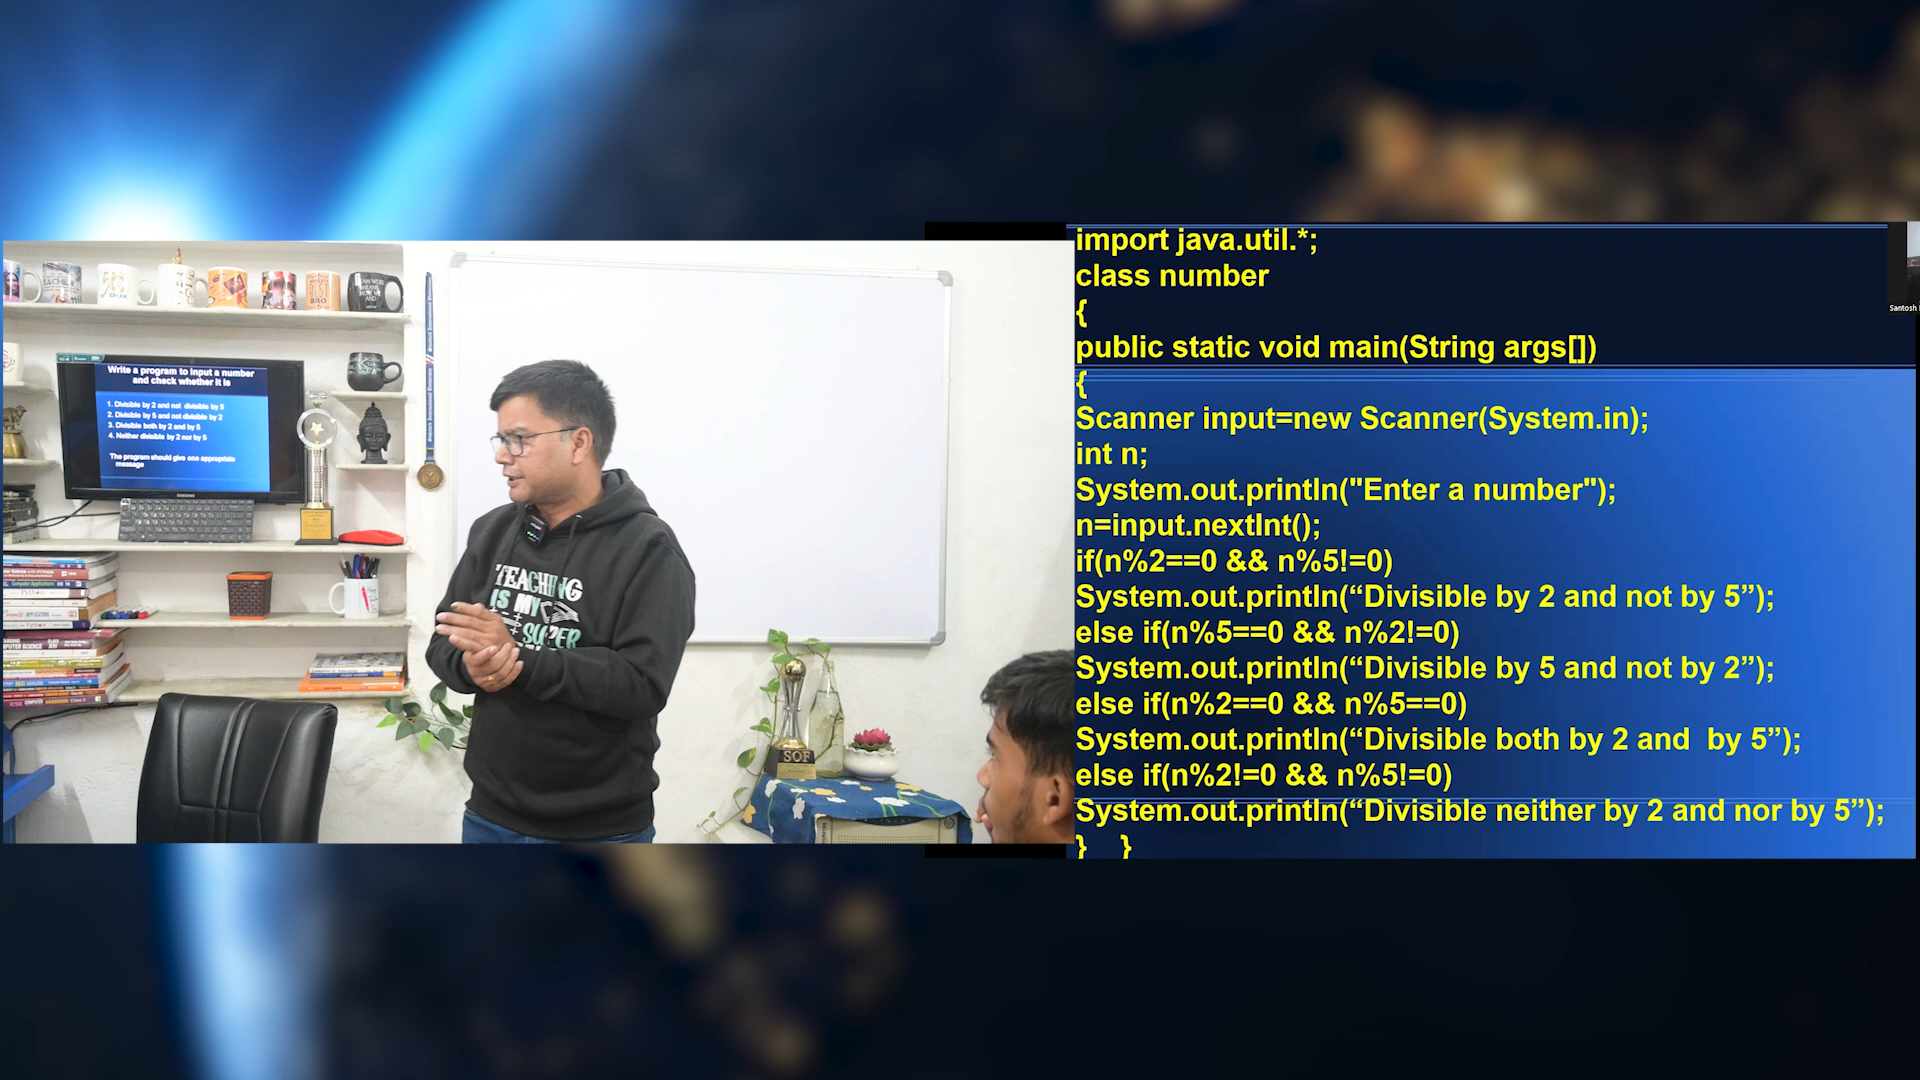 import java.util.*;
class number
{
public static void main(String args[])
{
Scanner input=new Scanner(System.in);
int n;
System.out.println("Enter a number");
n=input.nextInt();
if(n%2==0 && n%5!=0)
System.out.println(“Divisible by 2 and not by 5”);
else if(n%5==0 && n%2!=0)
System.out.println(“Divisible by 5 and not by 2”);
else if(n%2==0 && n%5==0)
System.out.println(“Divisible both by 2 and  by 5”);
else if(n%2!=0 && n%5!=0)
System.out.println(“Divisible neither by 2 and nor by 5”);
}    }
Santosh
Write a program to input a number
and check whether it is
1. Divisible by 2 and not divisible by 5
2. Divisible by 5 and not divisible by 2
3. Divisible both by 2 and by 5
4. Neither divisible by 2 nor by 5
The program should give one appropriate
message
SAMSUNG
TEACHING
IS MY
SUPER
SOF
BEST
BRO